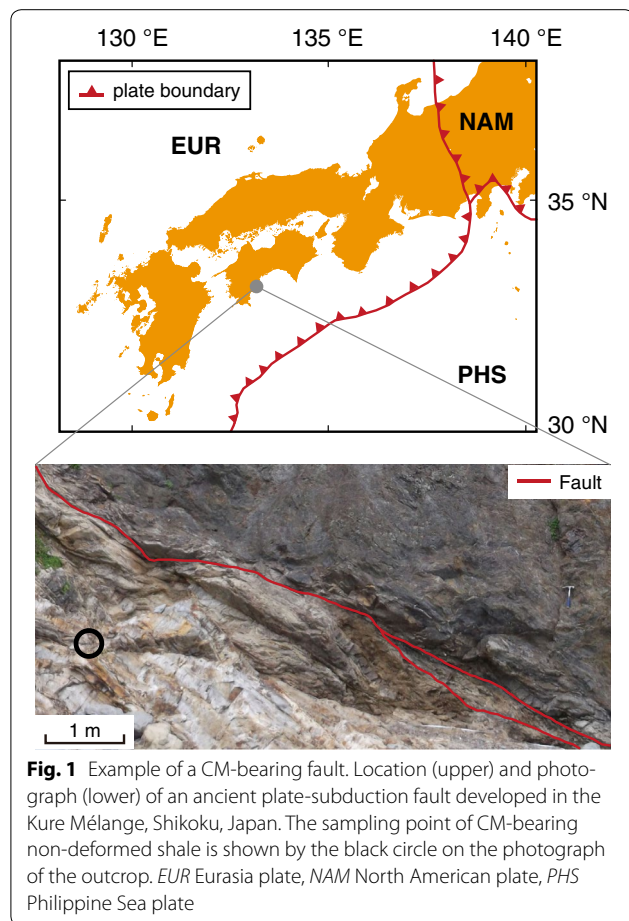 130 °E 135 °E 140 °E
plate boundary
NAM
EUR
35 °N
PHS
30 °N
Fault
1 m
Fig. 1 Example of a CM-bearing fault. Location (upper) and photo-
graph (lower) of an ancient plate-subduction fault developed in the
Kure Mélange, Shikoku, Japan. The sampling point of CM-bearing
non-deformed shale is shown by the black circle on the photograph
of the outcrop. EUR Eurasia plate, NAM North American plate, PHS
Philippine Sea plate